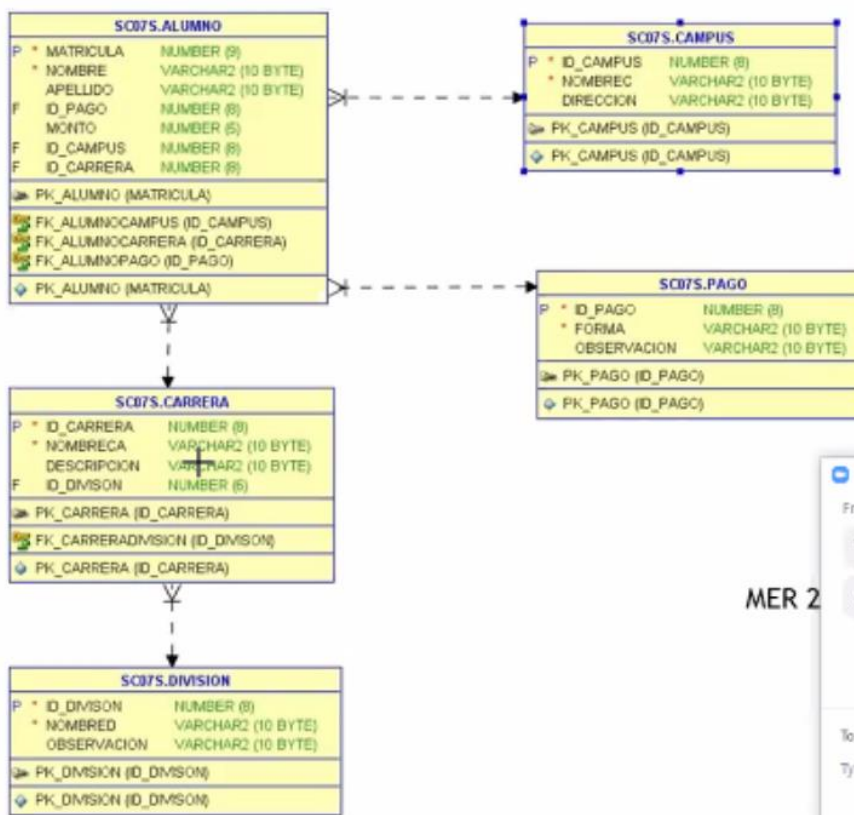 SC07S.ALUMNO
P * MATRICULA NUMBER (9)
* NOMBRE VARCHAR2 (10 BYTE)
APELLIDO VARCHAR2 (10 BYTE)
F ID_PAGO NUMBER (8)
MONTO NUMBER (5)
F ID_CAMPUS NUMBER (8)
F ID_CARRERA NUMBER (8)
PK_ALUMNO (MATRICULA)
FK_ALUMNOCAMPUS (ID_CAMPUS)
FK_ALUMNOCARRERA (ID_CARRERA)
FK_ALUMNOPAGO (ID_PAGO)
PK_ALUMNO (MATRICULA)
SC07S.CAMPUS
P * ID_CAMPUS NUMBER (8)
* NOMBREC VARCHAR2 (10 BYTE)
DIRECCION VARCHAR2 (10 BYTE)
PK_CAMPUS (ID_CAMPUS)
PK_CAMPUS (ID_CAMPUS)
SC07S.PAGO
P * ID_PAGO NUMBER (8)
* FORMA VARCHAR2 (10 BYTE)
OBSERVACION VARCHAR2 (10 BYTE)
PK_PAGO (ID_PAGO)
PK_PAGO (ID_PAGO)
SC07S.CARRERA
P * ID_CARRERA NUMBER (8)
* NOMBRECA VARCHAR2 (10 BYTE)
DESCRIPCION VARCHAR2 (10 BYTE)
F ID_DIVISON NUMBER (6)
PK_CARRERA (ID_CARRERA)
FK_CARRERADIVISION (ID_DIVISON)
PK_CARRERA (ID_CARRERA)
MER 2
SC07S.DIVISION
P * ID_DIVISON NUMBER (8)
* NOMBRED VARCHAR2 (10 BYTE)
OBSERVACION VARCHAR2 (10 BYTE)
PK_DIVISION (ID_DIVISON)
PK_DIVISION (ID_DIVISON)